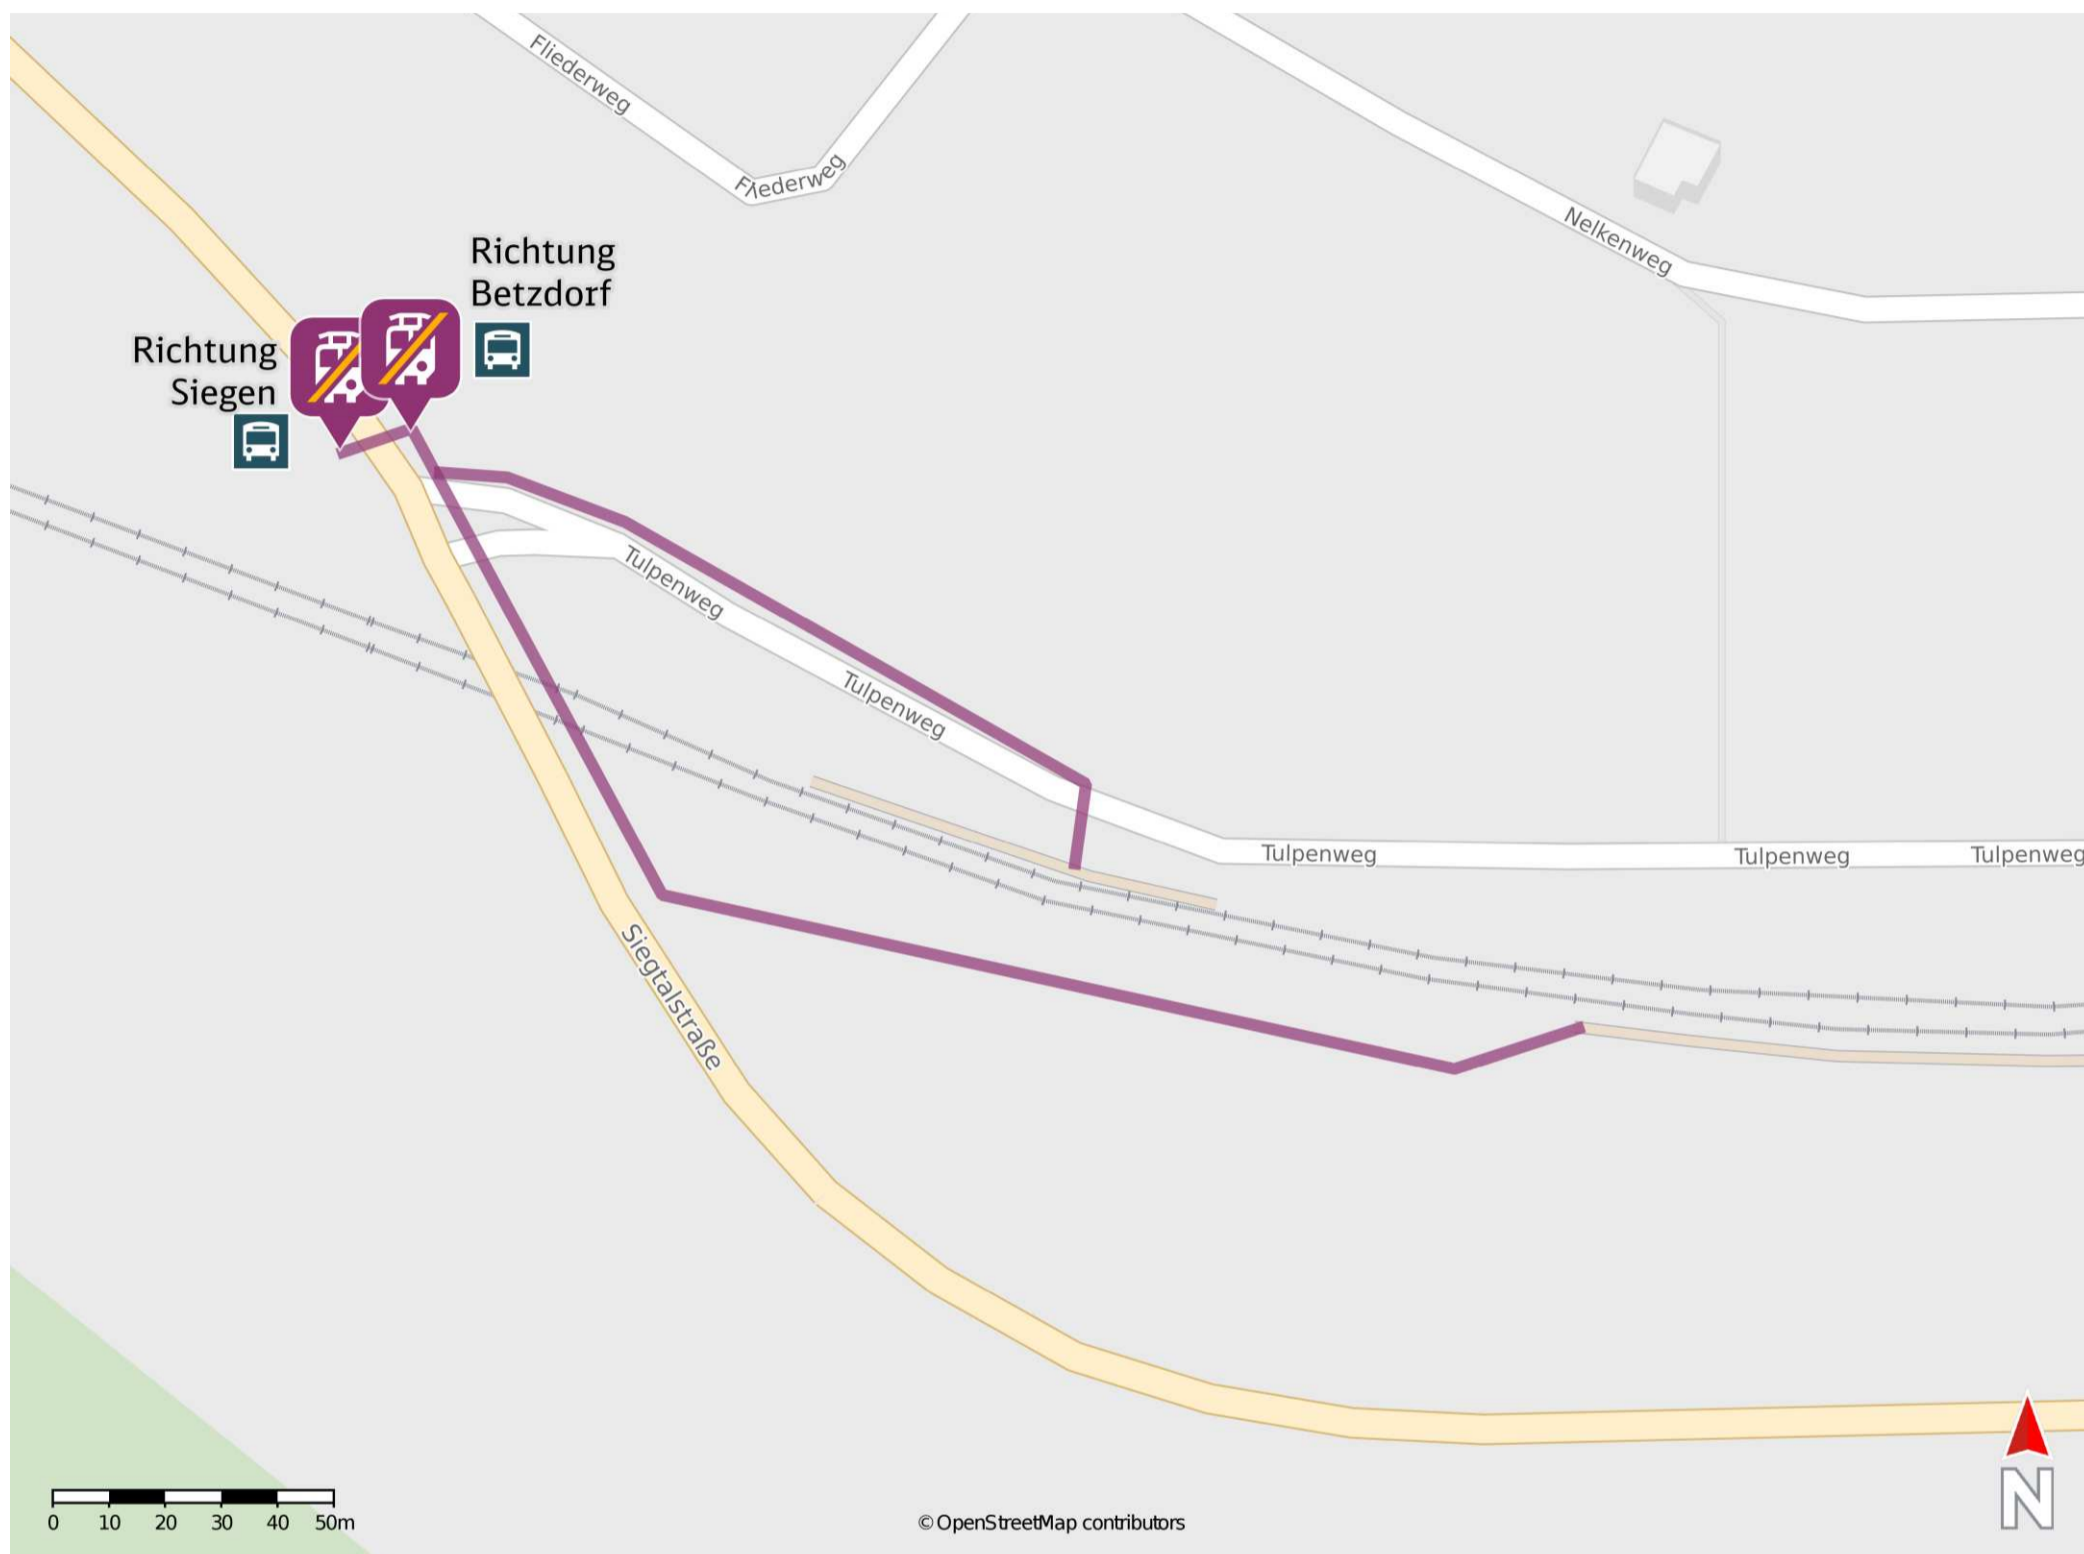 Fliederweg
Fliederweg
Nelkenweg
Richtung
Betzdorf
Richtung
Siegen
Tulpenweg
Tulpenweg
Tulpenweg
Tulpenweg
Tulpenweg
Siegtalstraße
0 10 20 30 40 50m
© OpenStreetMap contributors
N